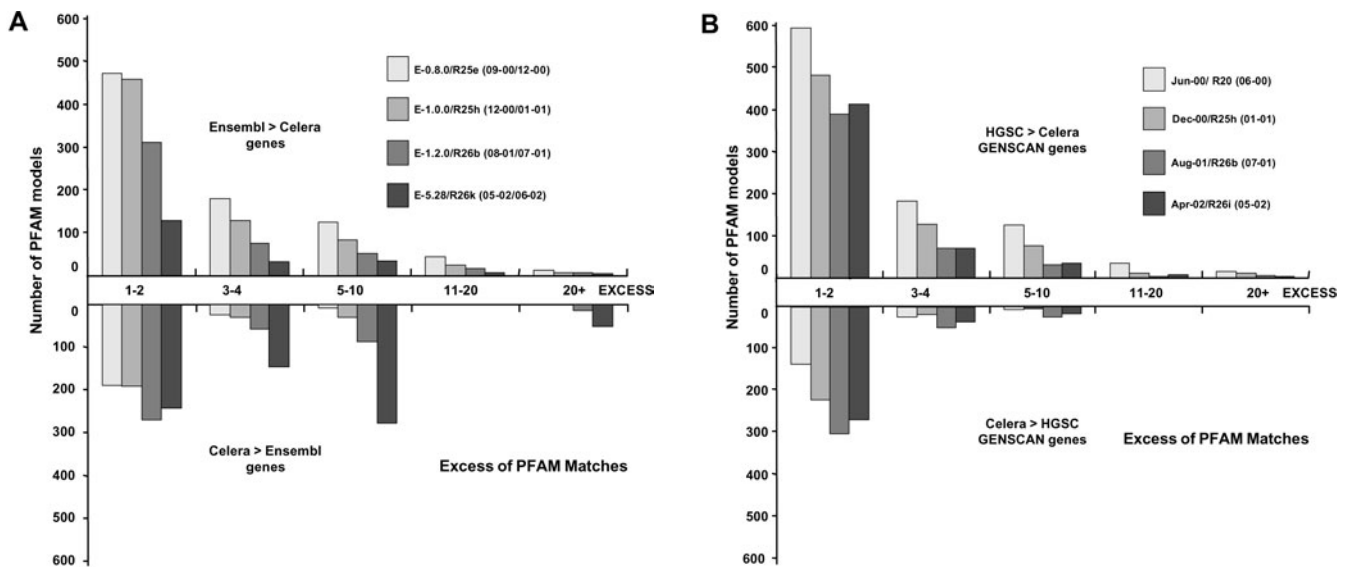 A
Number of PFAM models
600
500
400
300
200
100
0
E-0.8.0/R25e (09-00/12-00)
E-1.0.0/R25h (12-00/01-01)
E-1.2.0/R26b (08-01/07-01)
E-5.28/R26k (05-02/06-02)
Ensembl > Celera
genes
1-2 3-4 5-10 11-20 20+ EXCESS
0
100
200
300
400
500
600
Celera > Ensembl
genes
Excess of PFAM Matches
B
Number of PFAM models
600
500
400
300
200
100
0
Jun-00/ R20 (06-00)
Dec-00/R25h (01-01)
Aug-01/R26b (07-01)
Apr-02/R26i (05-02)
HGSC > Celera
GENSCAN genes
1-2 3-4 5-10 11-20 20+ EXCESS
0
100
200
300
400
500
600
Celera > HGSC
GENSCAN genes
Excess of PFAM Matches